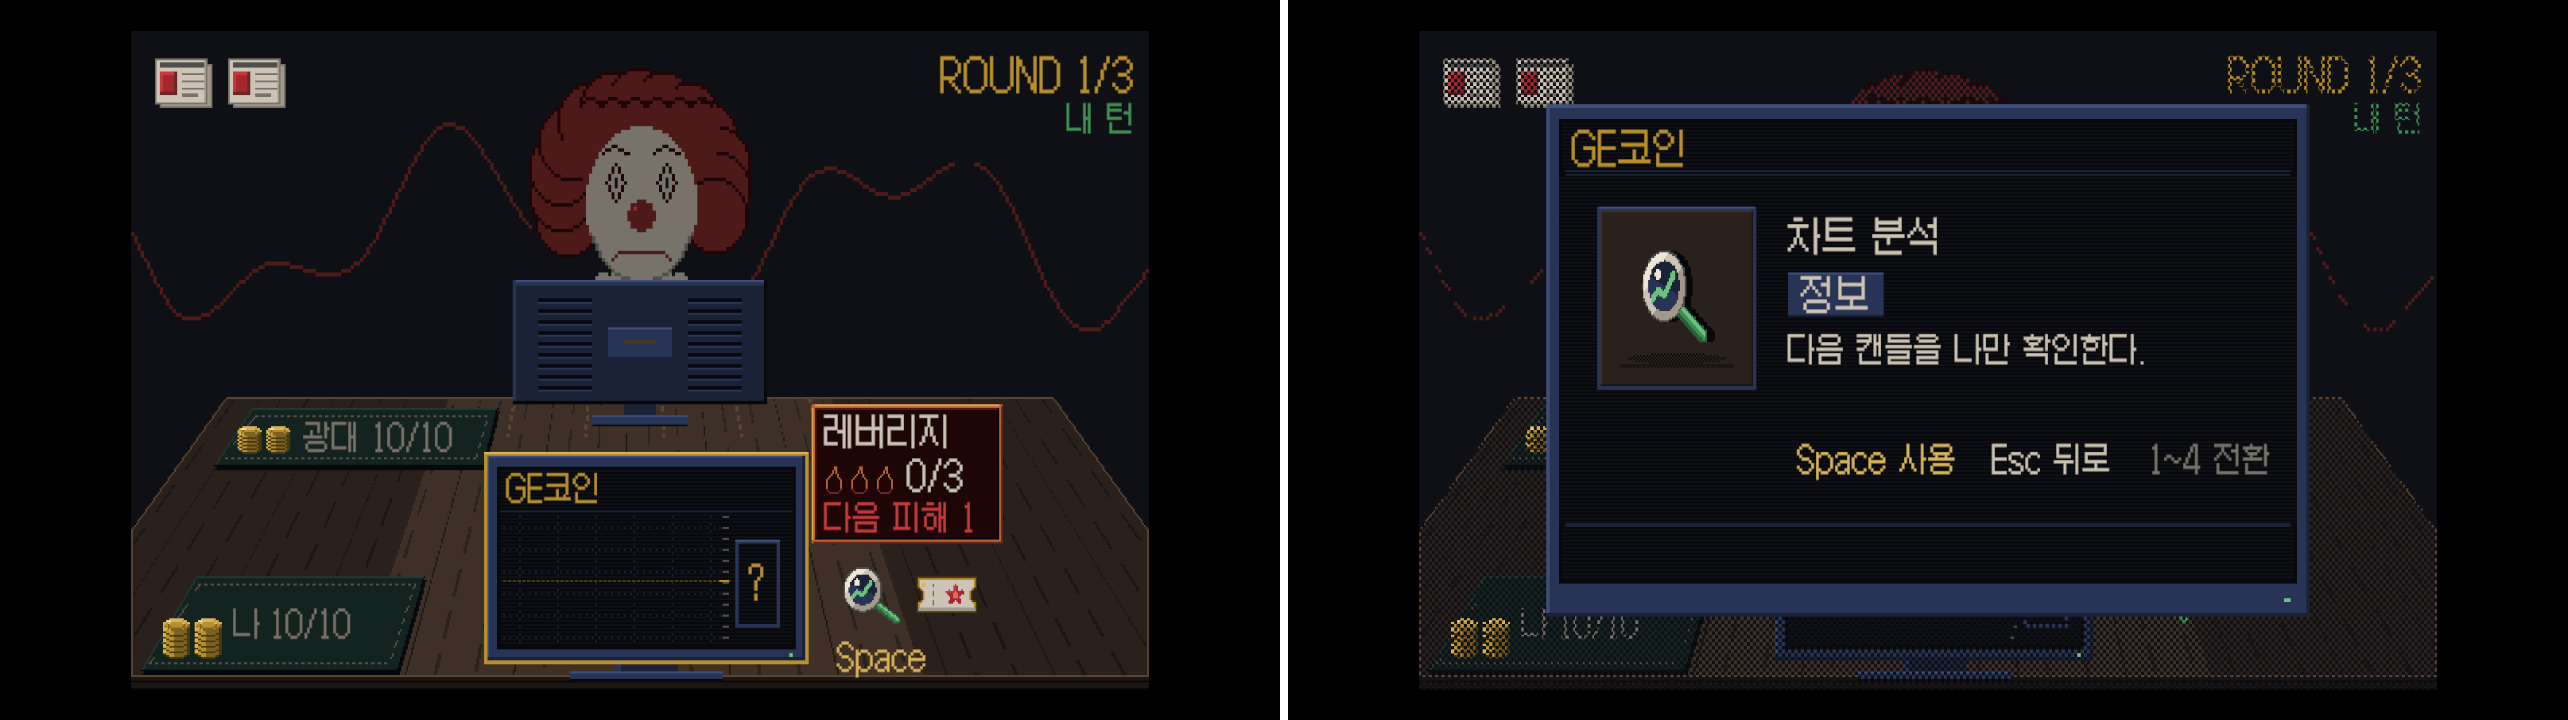 ROUND 1/3
내 턴
광대 10/10
레버리지
0/3
다음 피해 1
GE코인
?
나 10/10
Space
ROUND 1/3
내 턴
GE코인
차트 분석
정보
다음 캔들을 나만 확인한다.
Space 사용 Esc 뒤로 1~4 전환
나 10/10